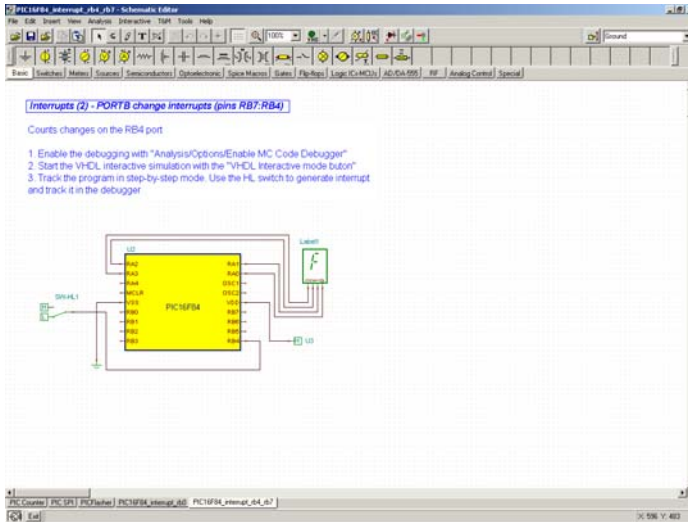 PIC16F84_interrupt_rb4_rb7 - Schematic Editor
File Edit Insert View Analysis Interactive T&M Tools Help
100%
Ground
Basic Switches Meters Sources Semiconductors Optoelectronic Spice Macros Gates Flip-flops Logic ICs-MCUs AD/DA-555 RF Analog Control Special
Interrupts (2) - PORTB change interrupts (pins RB7:RB4)
Counts changes on the RB4 port
1. Enable the debugging with "Analysis/Options/Enable MC Code Debugger"
2. Start the VHDL interactive simulation with the "VHDL Interactive mode buton"
3. Track the program in step-by-step mode. Use the HL switch to generate interrupt
and track it in the debugger
Label1
U2
RA2 RA1
RA3 RA0
RA4 OSC1
MCLR OSC2
VSS VDD
RB0 RB7
RB1 RB6
RB2 RB5
RB3 RB4
PIC16F84
SW-HL1
H
L
H U3
PIC Counter PIC SPI PICFlasher PIC16F84_interrupt_rb0 PIC16F84_interrupt_rb4_rb7
Exit
X: 596 Y: 403